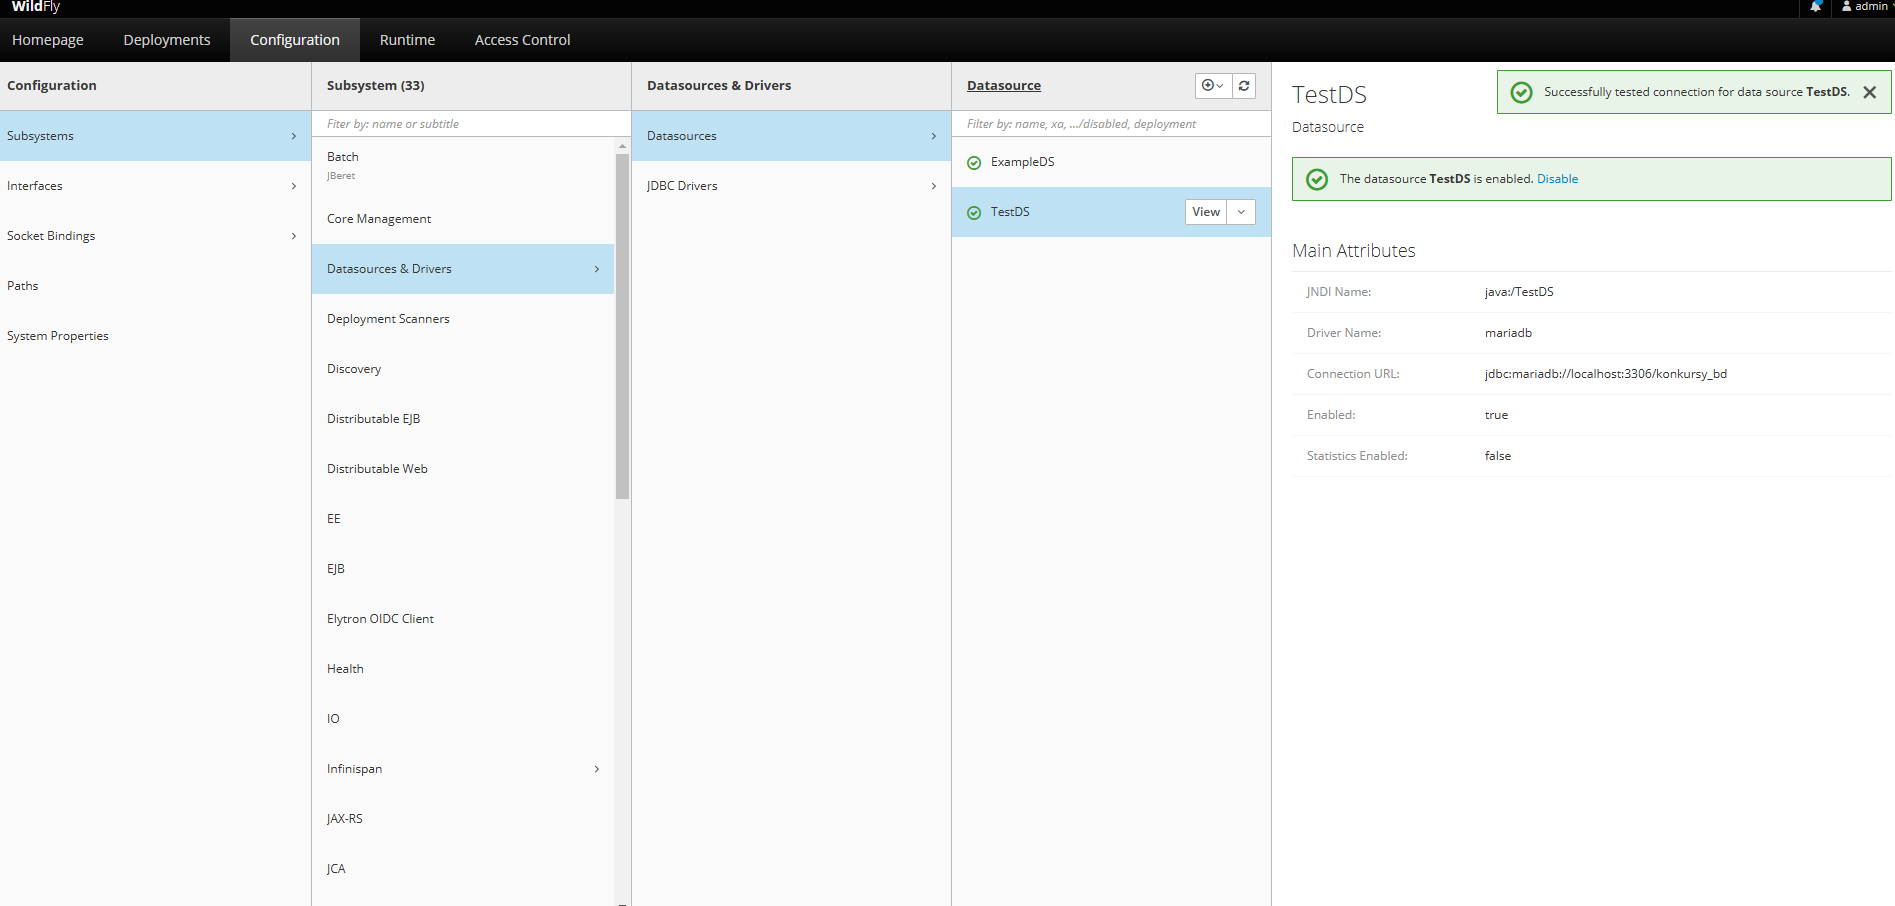 WildFly
admin
Homepage Deployments Configuration Runtime Access Control
Configuration
Subsystems
Interfaces
Socket Bindings
Paths
System Properties
Subsystem (33)
Fiter by: name or subtitle
Batch
JBeret
Core Management
Datasources & Drivers
Deployment Scanners
Discovery
Distributable EJB
Distributable Web
EE
EJB
Elytron OIDC Client
Health
IO
Infinispan
JAX-RS
JCA
Datasources & Drivers
Datasources
JDBC Drivers
Datasource
Filter by: name, xa, .../disabled, deployment
ExampleDS
TestDS View
TestDS
Successfully tested connection for data source TestDS.
Datasource
The datasource TestDS is enabled. Disable
Main Attributes
JNDI Name: java:/TestDS
Driver Name: mariadb
Connection URL: jdbc:mariadb://localhost:3306/konkursy_bd
Enabled: true
Statistics Enabled: false